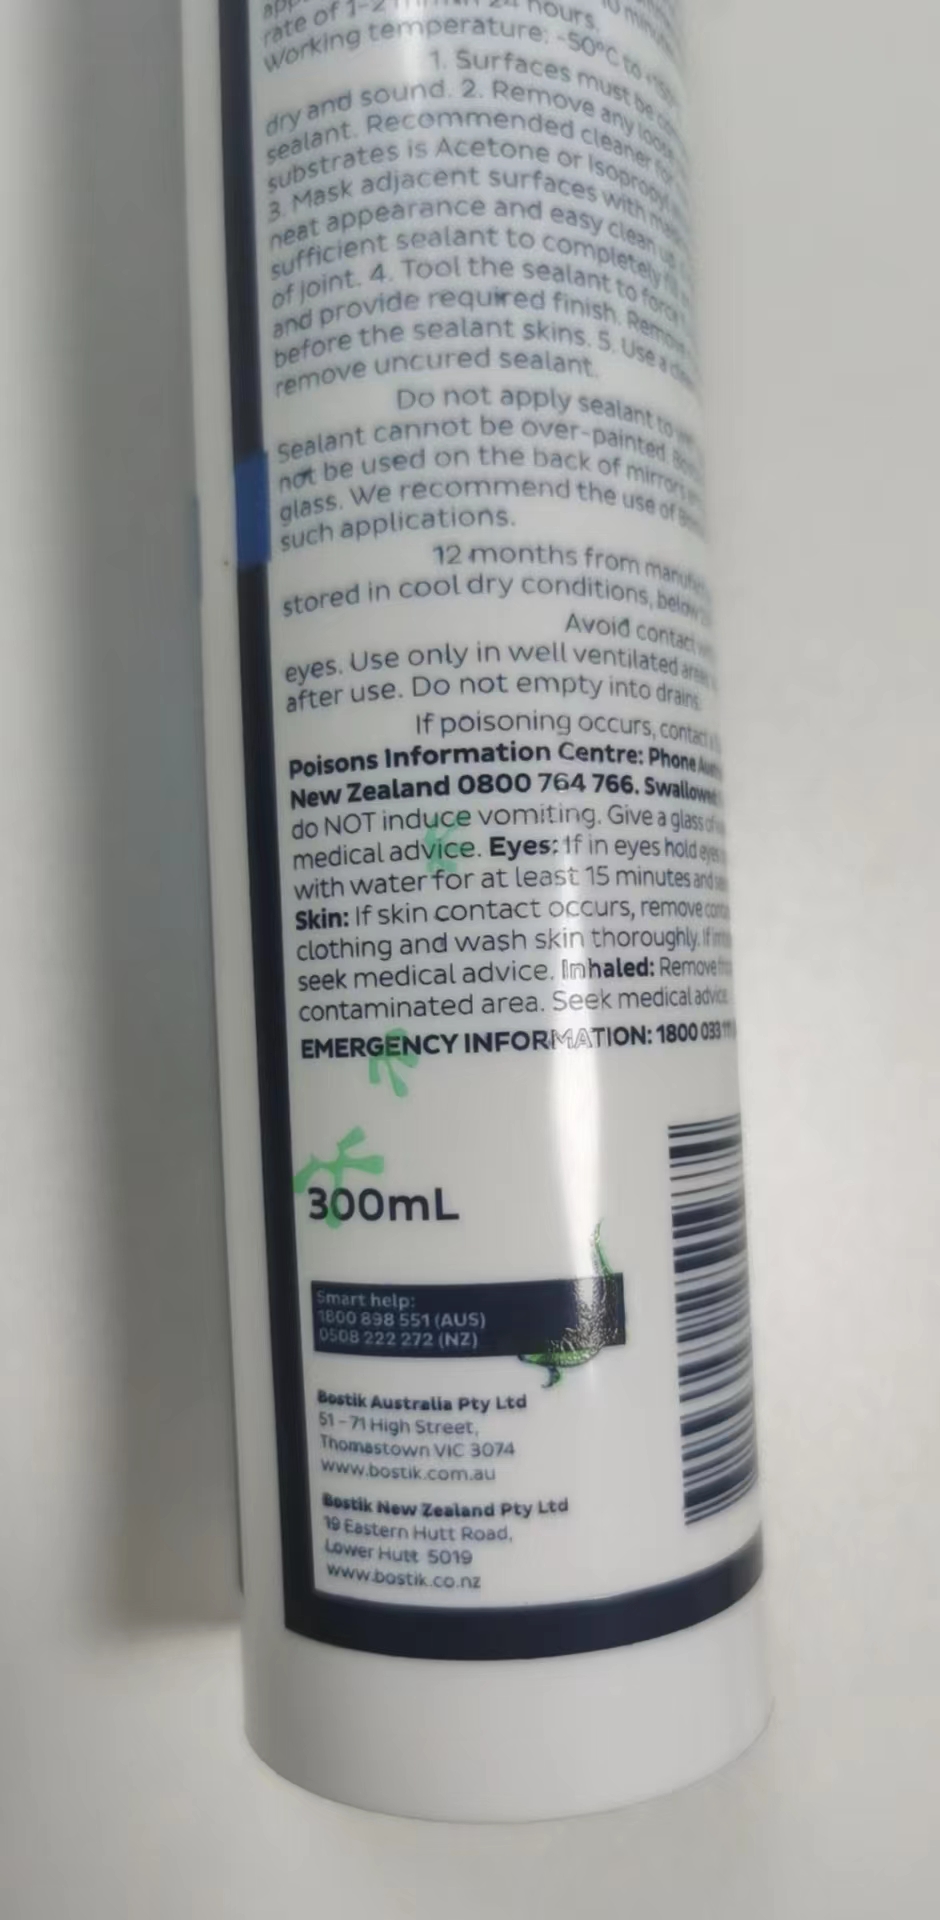 rate of 1-2 hours.
Working temperature: -50°C to
1. Surfaces must be
dry and sound. 2. Remove any loose
sealant. Recommended cleaner for
substrates is Acetone or Isopropyl
3. Mask adjacent surfaces with
neat appearance and easy clean up.
sufficient sealant to completely fill
of joint. 4. Tool the sealant to force
and provide required finish. Remove
before the sealant skins. 5. Use a
remove uncured sealant.
Do not apply sealant to
Sealant cannot be over-painted.
not be used on the back of mirrors
glass. We recommend the use of
such applications.
12 months from
stored in cool dry conditions, below
Avoid contact
eyes. Use only in well ventilated
after use. Do not empty into drains.
If poisoning occurs, contact a
Poisons Information Centre: Phone
New Zealand 0800 764 766. Swallowed
do NOT induce vomiting. Give a glass of
medical advice. Eyes: If in eyes hold eyes
with water for at least 15 minutes and
Skin: If skin contact occurs, remove
clothing and wash skin thoroughly. If
seek medical advice. Inhaled: Remove
contaminated area. Seek medical advice.
EMERGENCY INFORMATION: 1800 033
300mL
Smart help:
1800 898 551 (AUS)
0508 222 272 (NZ)
Bostik Australia Pty Ltd
51-71 High Street,
Thomastown VIC 3074
www.bostik.com.au
Bostik New Zealand Pty Ltd
19 Eastern Hutt Road,
Lower Hutt 5019
www.bostik.co.nz